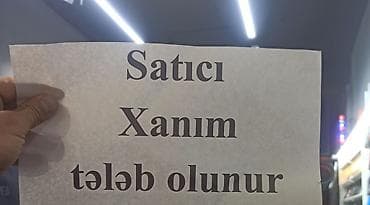 Satıcı
Xanım
tələb olunur